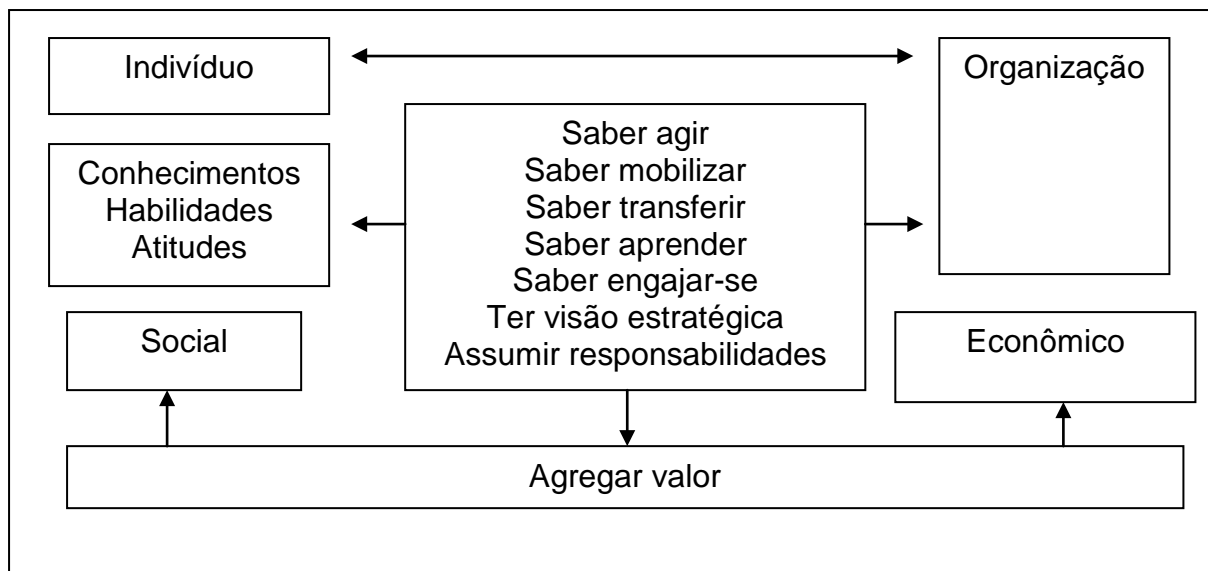 Indivíduo
Organização
Conhecimentos
Habilidades
Atitudes
Saber agir
Saber mobilizar
Saber transferir
Saber aprender
Saber engajar-se
Ter visão estratégica
Assumir responsabilidades
Social
Econômico
Agregar valor